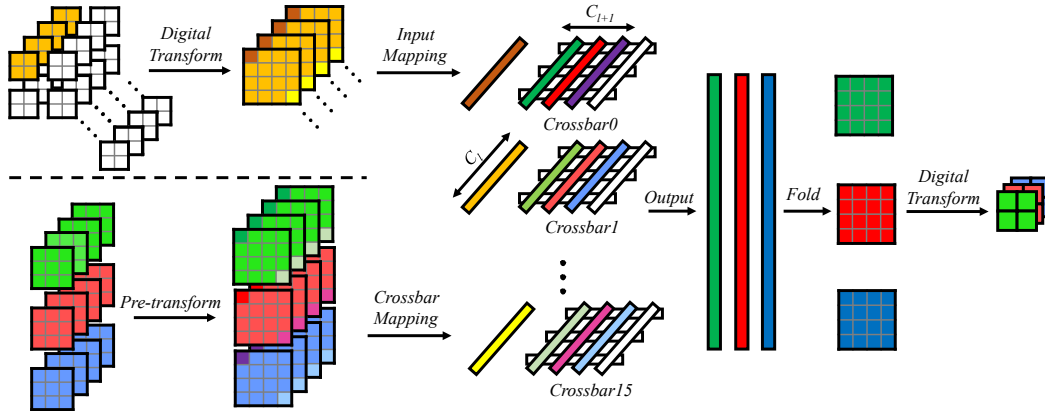 Digital
Transform
Input
Mapping
C_{l+1}
Crossbar0
C_l
Crossbar1
Output
Fold
Digital
Transform
Pre-transform
Crossbar
Mapping
Crossbar15